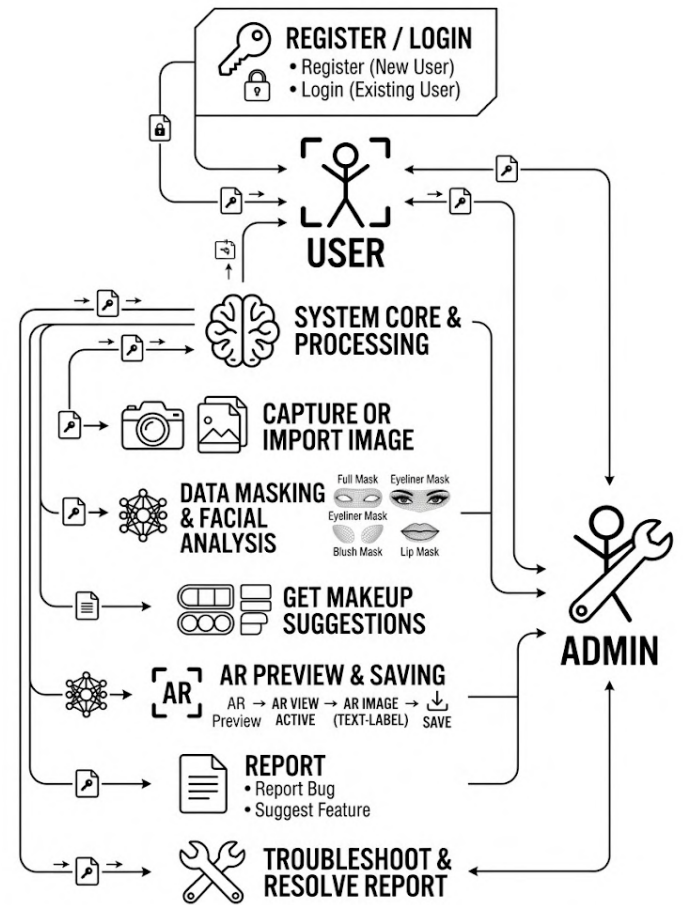 REGISTER / LOGIN
• Register (New User)
• Login (Existing User)
USER
SYSTEM CORE &
PROCESSING
CAPTURE OR
IMPORT IMAGE
DATA MASKING
& FACIAL
ANALYSIS
Full Mask
Eyeliner Mask
Eyeliner Mask
Blush Mask
Lip Mask
GET MAKEUP
SUGGESTIONS
ADMIN
AR PREVIEW & SAVING
AR
AR → AR VIEW → AR IMAGE →
Preview ACTIVE (TEXT-LABEL) SAVE
REPORT
• Report Bug
• Suggest Feature
TROUBLESHOOT &
RESOLVE REPORT